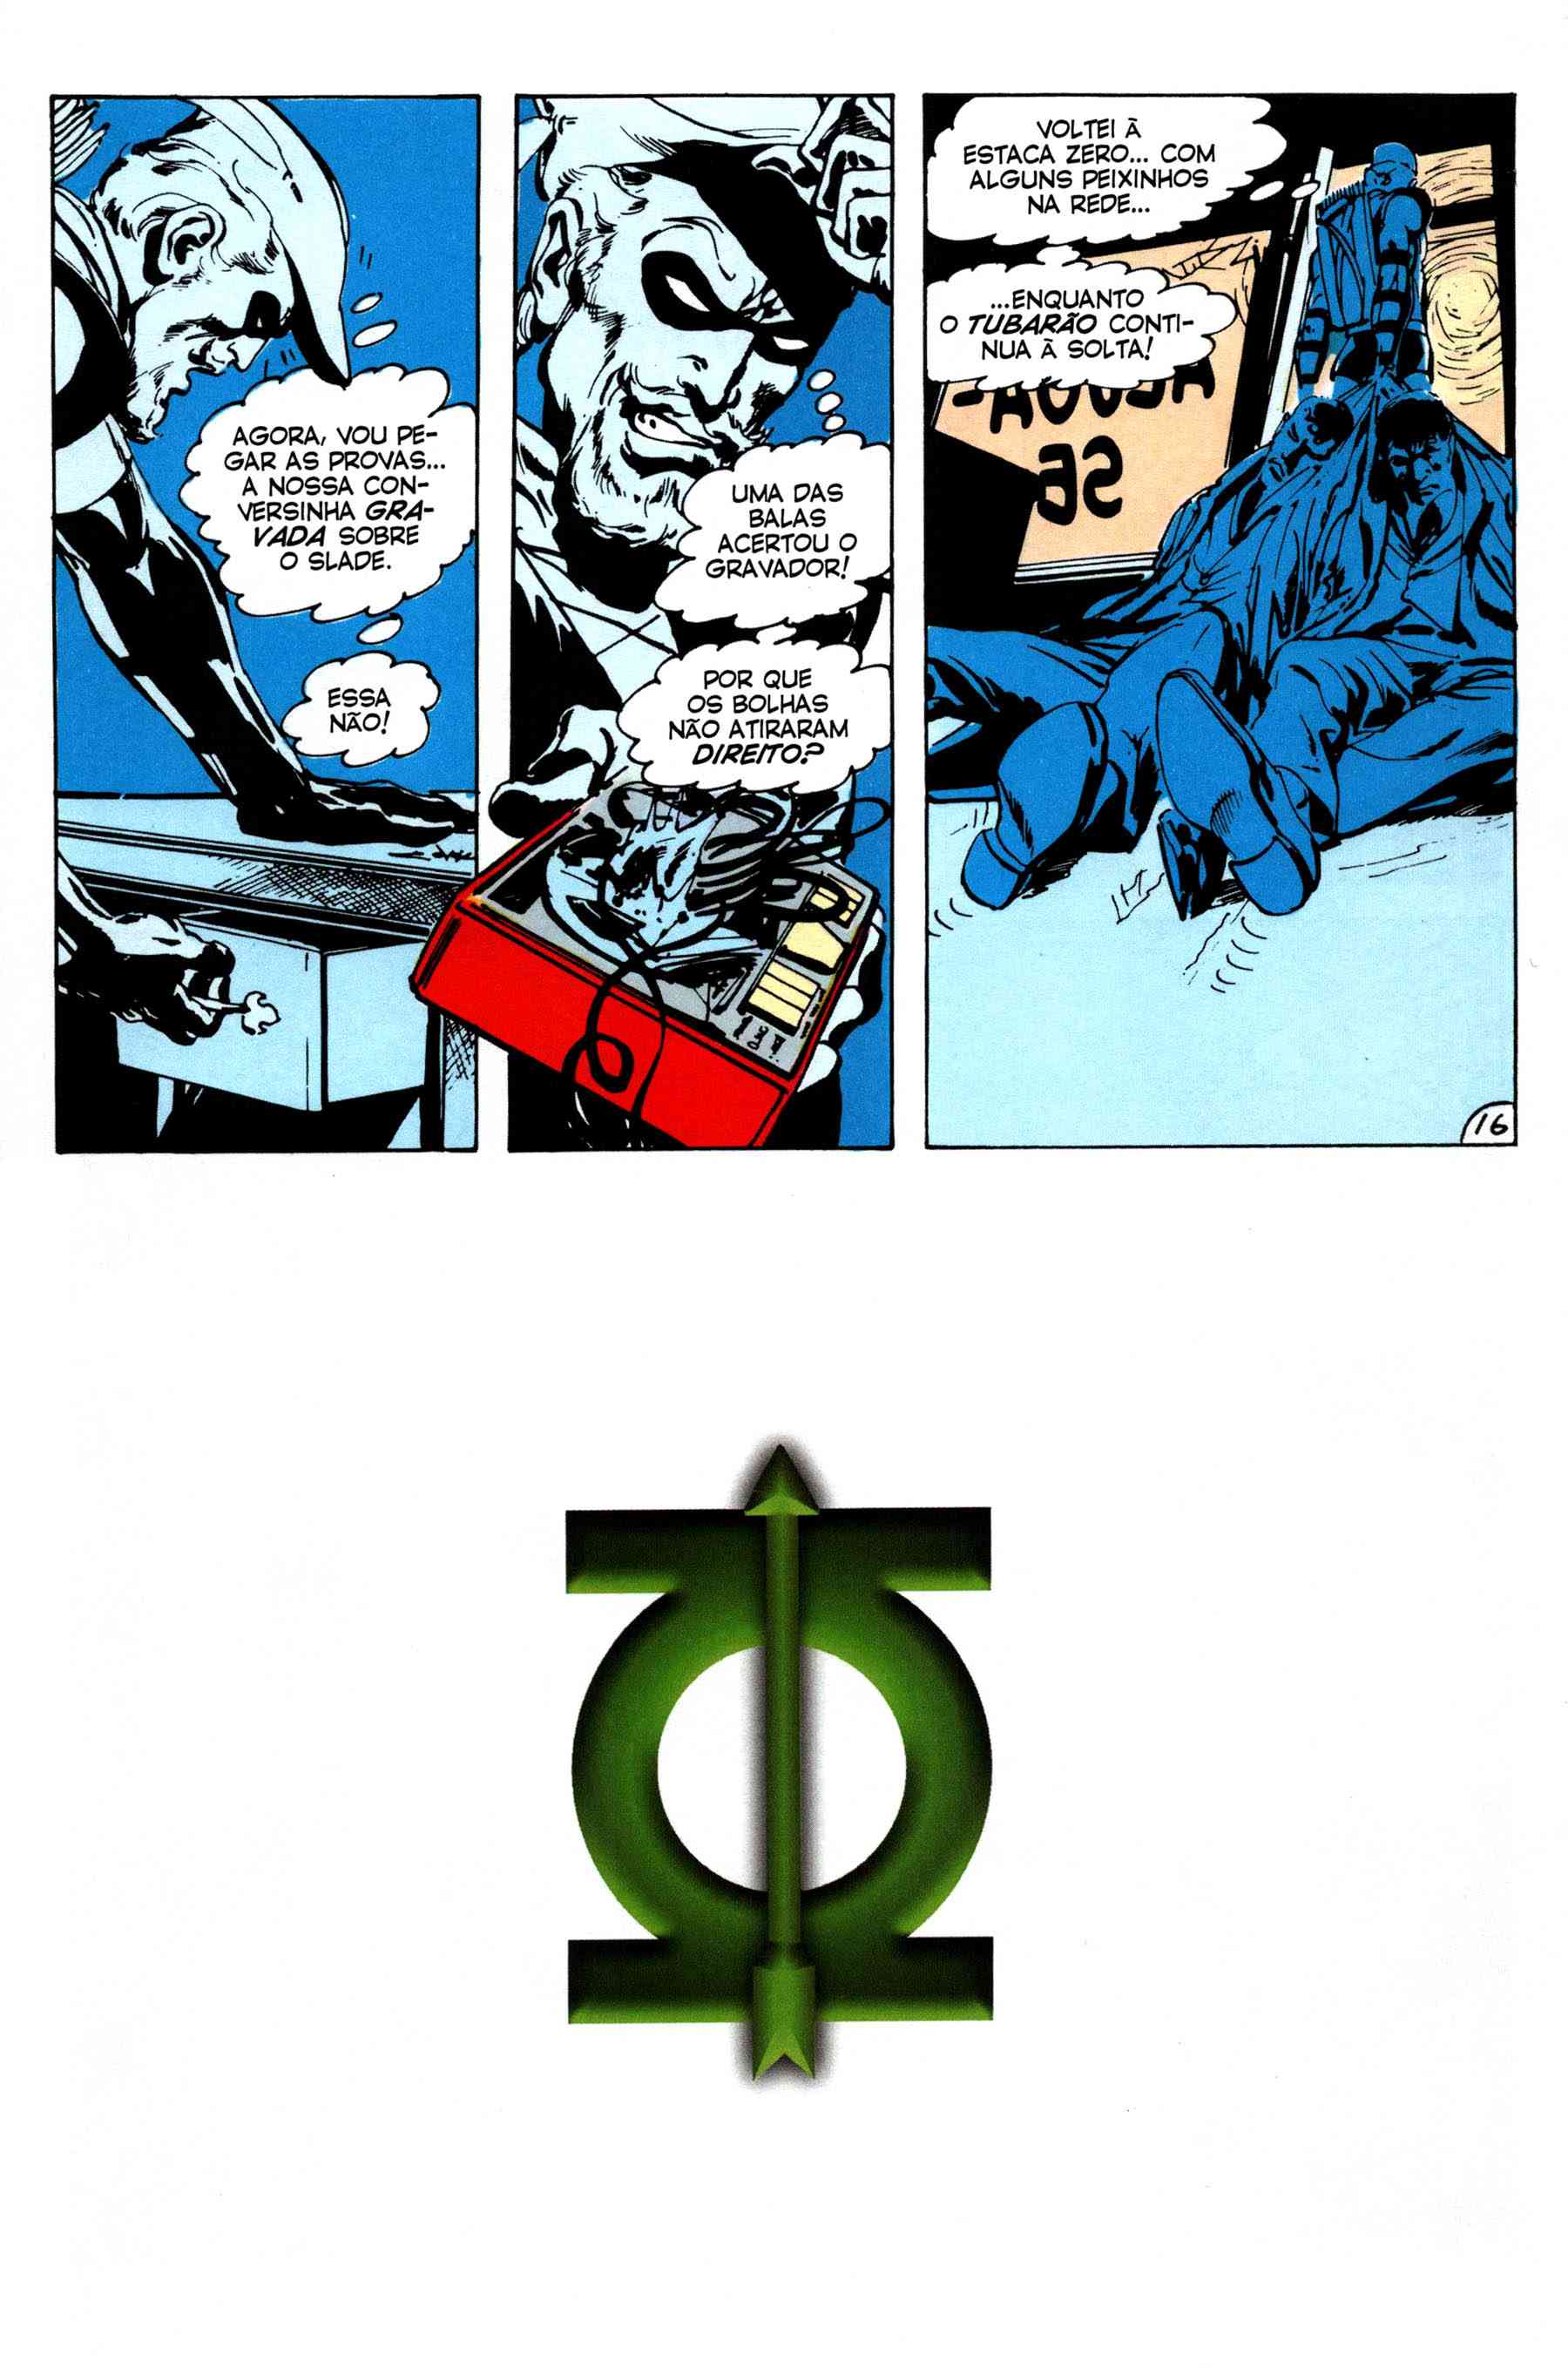 AGORA, VOU PE-
GAR AS PROVAS...
A NOSSA CON-
VERSINHA GRA-
VADA SOBRE
O SLADE.
ESSA
NÃO!
UMA DAS
BALAS
ACERTOU O
GRAVADOR!
POR QUE
OS BOLHAS
NÃO ATIRARAM
DIREITO?
VOLTEI À
ESTACA ZERO... COM
ALGUNS PEIXINHOS
NA REDE...
...ENQUANTO
O TUBARÃO CONTI-
NUA À SOLTA!
SE
16